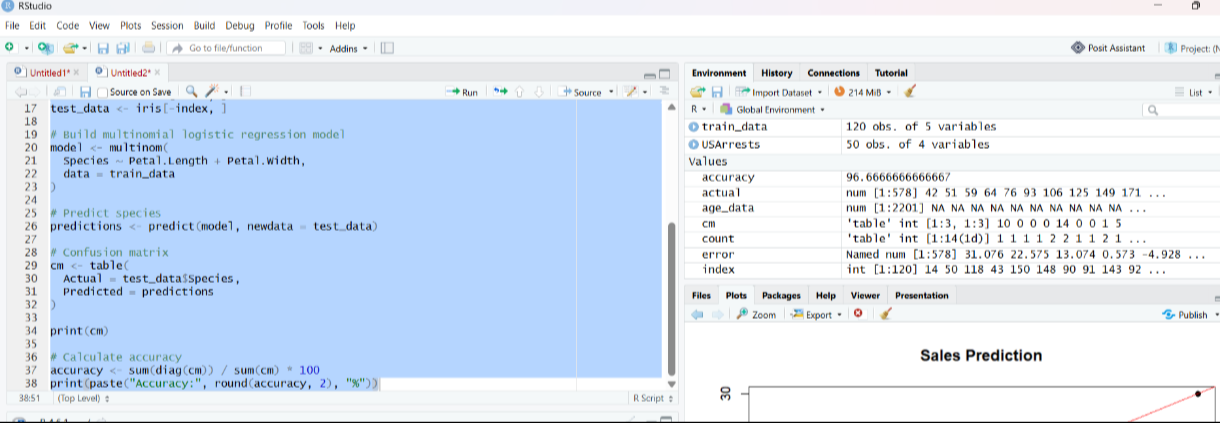 RStudio
File Edit Code View Plots Session Build Debug Profile Tools Help
Go to file/function Addins Posit Assistant Project: (N
Untitled1* Untitled2*
Source on Save Run Source
17 test_data <- iris[-index, ]
18
19 # Build multinomial logistic regression model
20 model <- multinom(
21 Species ~ Petal.Length + Petal.Width,
22 data = train_data
23 )
24
25 # Predict species
26 predictions <- predict(model, newdata = test_data)
27
28 # Confusion matrix
29 cm <- table(
30 Actual = test_data$Species,
31 Predicted = predictions
32 )
33
34 print(cm)
35
36 # Calculate accuracy
37 accuracy <- sum(diag(cm)) / sum(cm) * 100
38 print(paste("Accuracy:", round(accuracy, 2), "%"))
38:51 (Top Level) R Script
Environment History Connections Tutorial
Import Dataset 214 MiB List
R Global Environment
train_data 120 obs. of 5 variables
USArrests 50 obs. of 4 variables
Values
accuracy 96.6666666666667
actual num [1:578] 42 51 59 64 76 93 106 125 149 171 ...
age_data num [1:2201] NA NA NA NA NA NA NA NA NA NA ...
cm 'table' int [1:3, 1:3] 10 0 0 0 14 0 0 1 5
count 'table' int [1:14(1d)] 1 1 1 1 2 2 1 1 2 1 ...
error Named num [1:578] 31.076 22.575 13.074 0.573 -4.928 ...
index int [1:120] 14 50 118 43 150 148 90 91 143 92 ...
Files Plots Packages Help Viewer Presentation
Zoom Export Publish
Sales Prediction
30